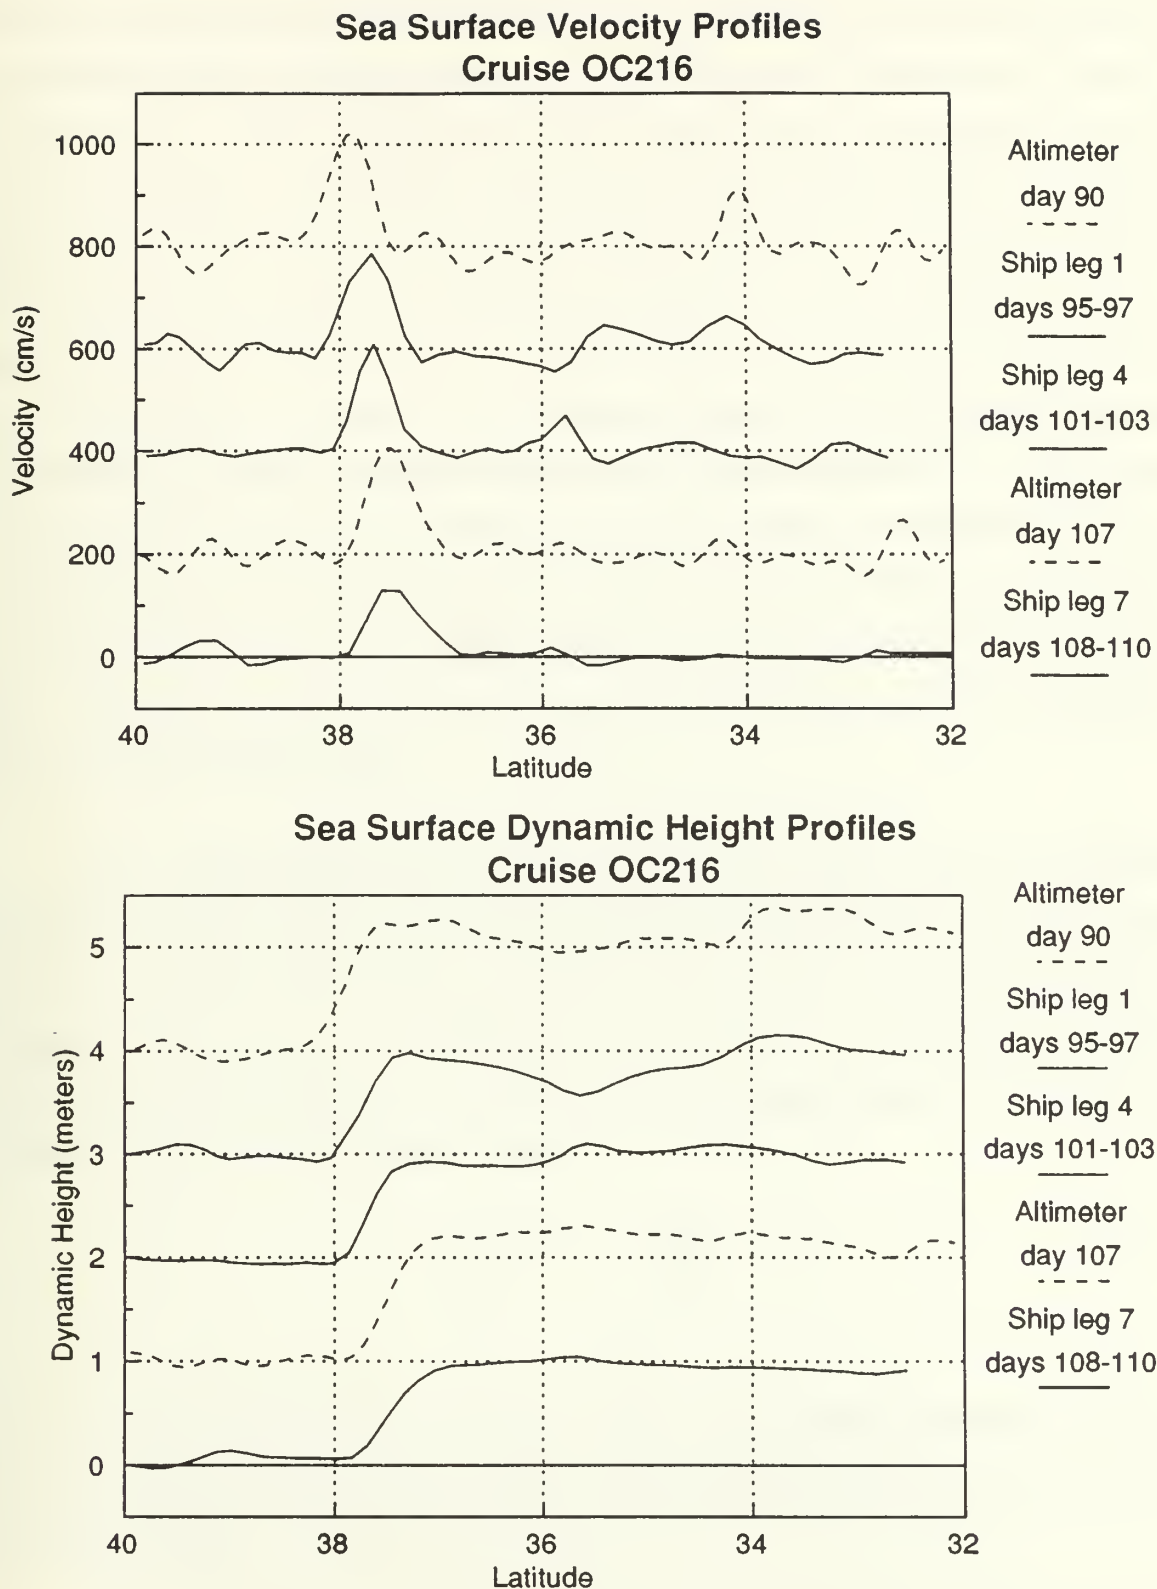 Sea Surface Velocity Profiles
Cruise OC216
1000
800
600
400
200
0
Velocity (cm/s)
40
38
36
34
32
Latitude
Altimeter
day 90
Ship leg 1
days 95-97
Ship leg 4
days 101-103
Altimeter
day 107
Ship leg 7
days 108-110
Sea Surface Dynamic Height Profiles
Cruise OC216
5
4
3
2
1
0
Dynamic Height (meters)
40
38
36
34
32
Latitude
Altimeter
day 90
Ship leg 1
days 95-97
Ship leg 4
days 101-103
Altimeter
day 107
Ship leg 7
days 108-110